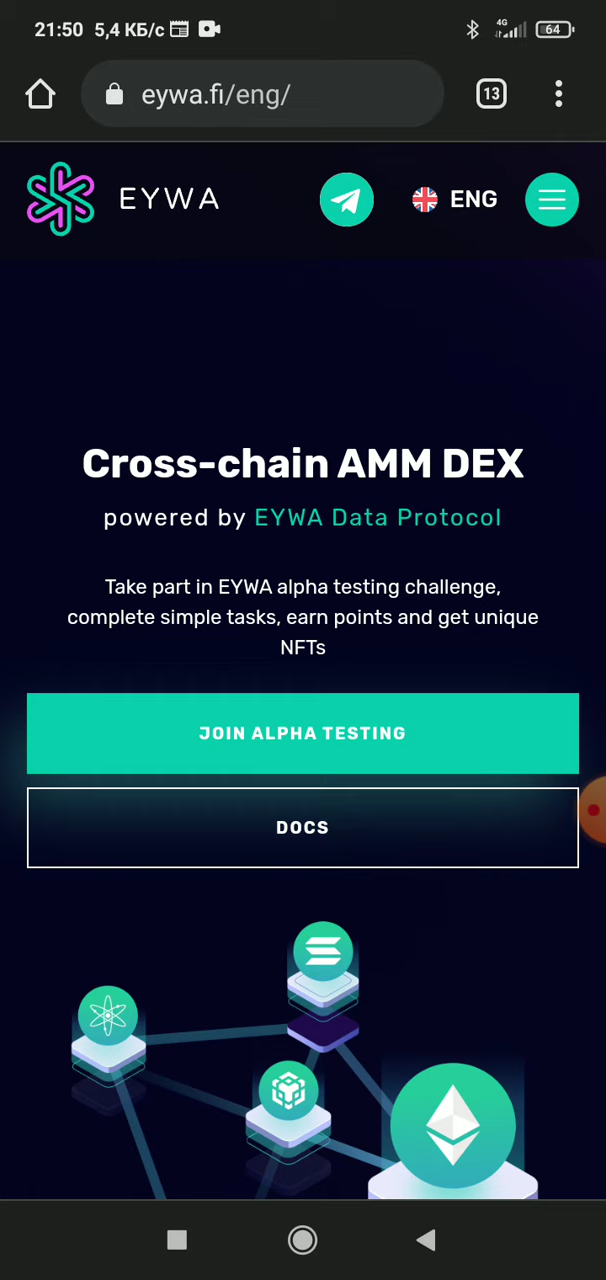 21:50 5,4 КБ/с 4G 64
eywa.fi/eng/ 13
EYWA ENG
Cross-chain AMM DEX
powered by EYWA Data Protocol
Take part in EYWA alpha testing challenge,
complete simple tasks, earn points and get unique
NFTs
JOIN ALPHA TESTING
DOCS